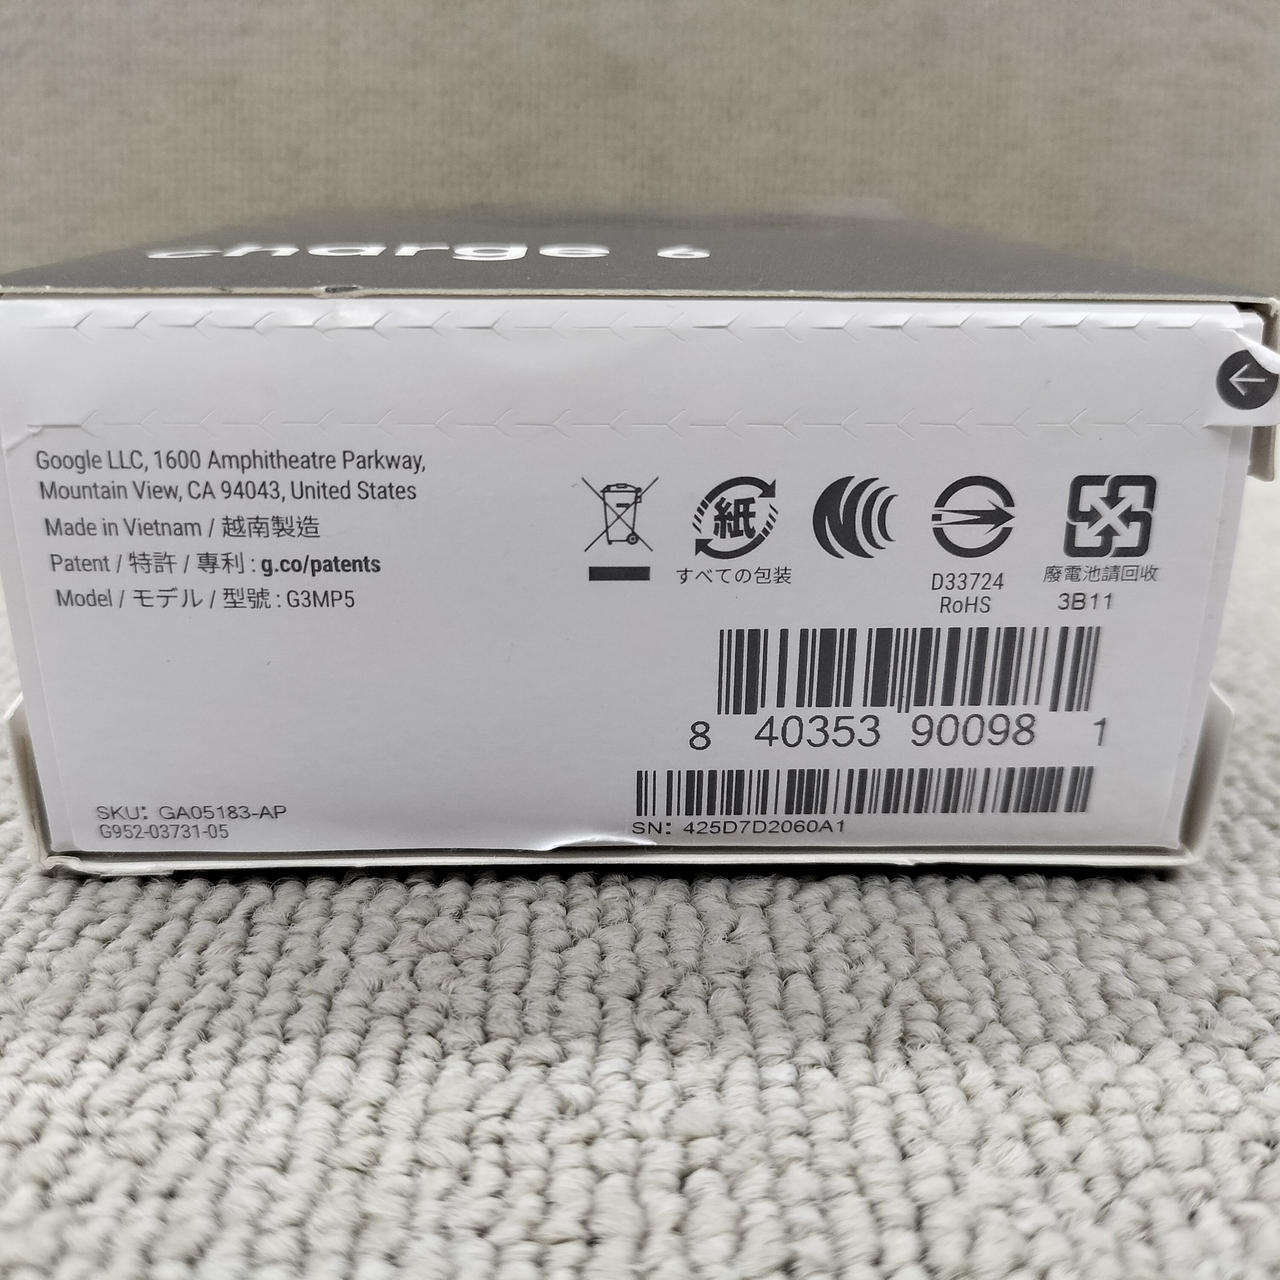 charge 6
Google LLC, 1600 Amphitheatre Parkway,
Mountain View, CA 94043, United States
Made in Vietnam / 越南製造
Patent / 特許 / 專利 : g.co/patents
Model / モデル / 型號 : G3MP5
紙
すべての包装
D33724
RoHS
廢電池請回收
3B11
8 40353 90098 1
SKU: GA05183-AP
G952-03731-05
SN: 425D7D2060A1